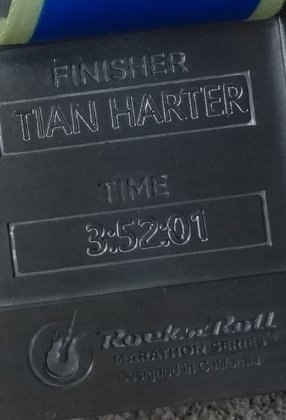 FINISHER
TIAN HARTER
TIME
3:52:01
Rock'n'Roll
MARATHON SERIES
Designed in California